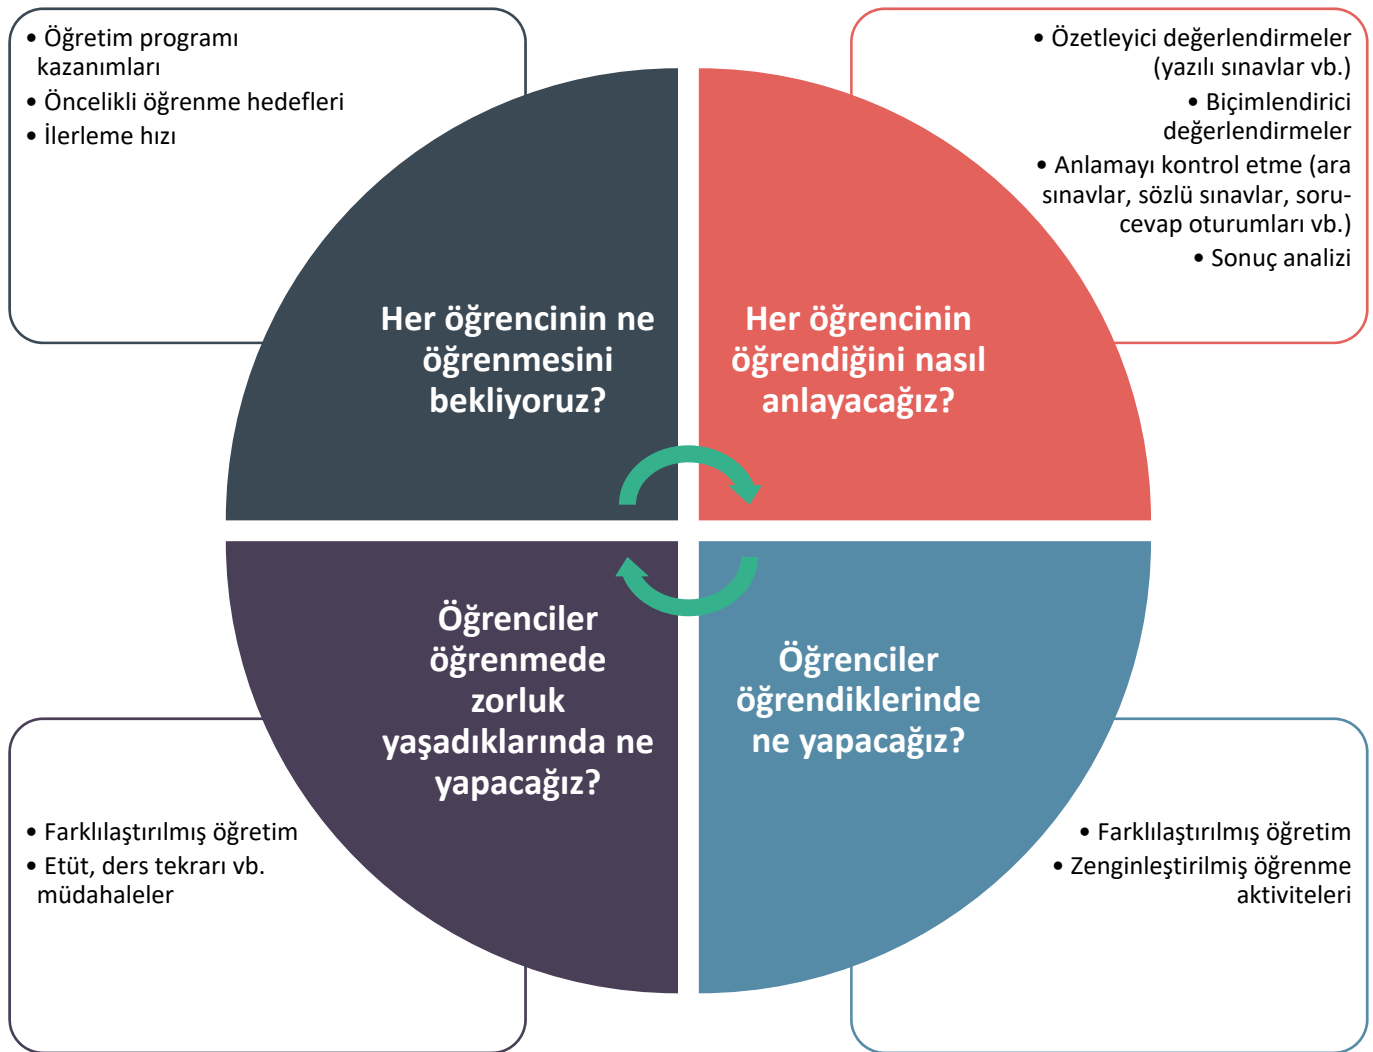 • Öğretim programı
kazanımları
• Öncelikli öğrenme hedefleri
• İlerleme hızı
• Özetleyici değerlendirmeler
(yazılı sınavlar vb.)
• Biçimlendirici
değerlendirmeler
• Anlamayı kontrol etme (ara
sınavlar, sözlü sınavlar, soru-
cevap oturumları vb.)
• Sonuç analizi
Her öğrencinin ne
öğrenmesini
bekliyoruz?
Her öğrencinin
öğrendiğini nasıl
anlayacağız?
Öğrenciler
öğrenmede
zorluk
yaşadıklarında ne
yapacağız?
Öğrenciler
öğrendiklerinde
ne yapacağız?
• Farklılaştırılmış öğretim
• Etüt, ders tekrarı vb.
müdahaleler
• Farklılaştırılmış öğretim
• Zenginleştirilmiş öğrenme
aktiviteleri